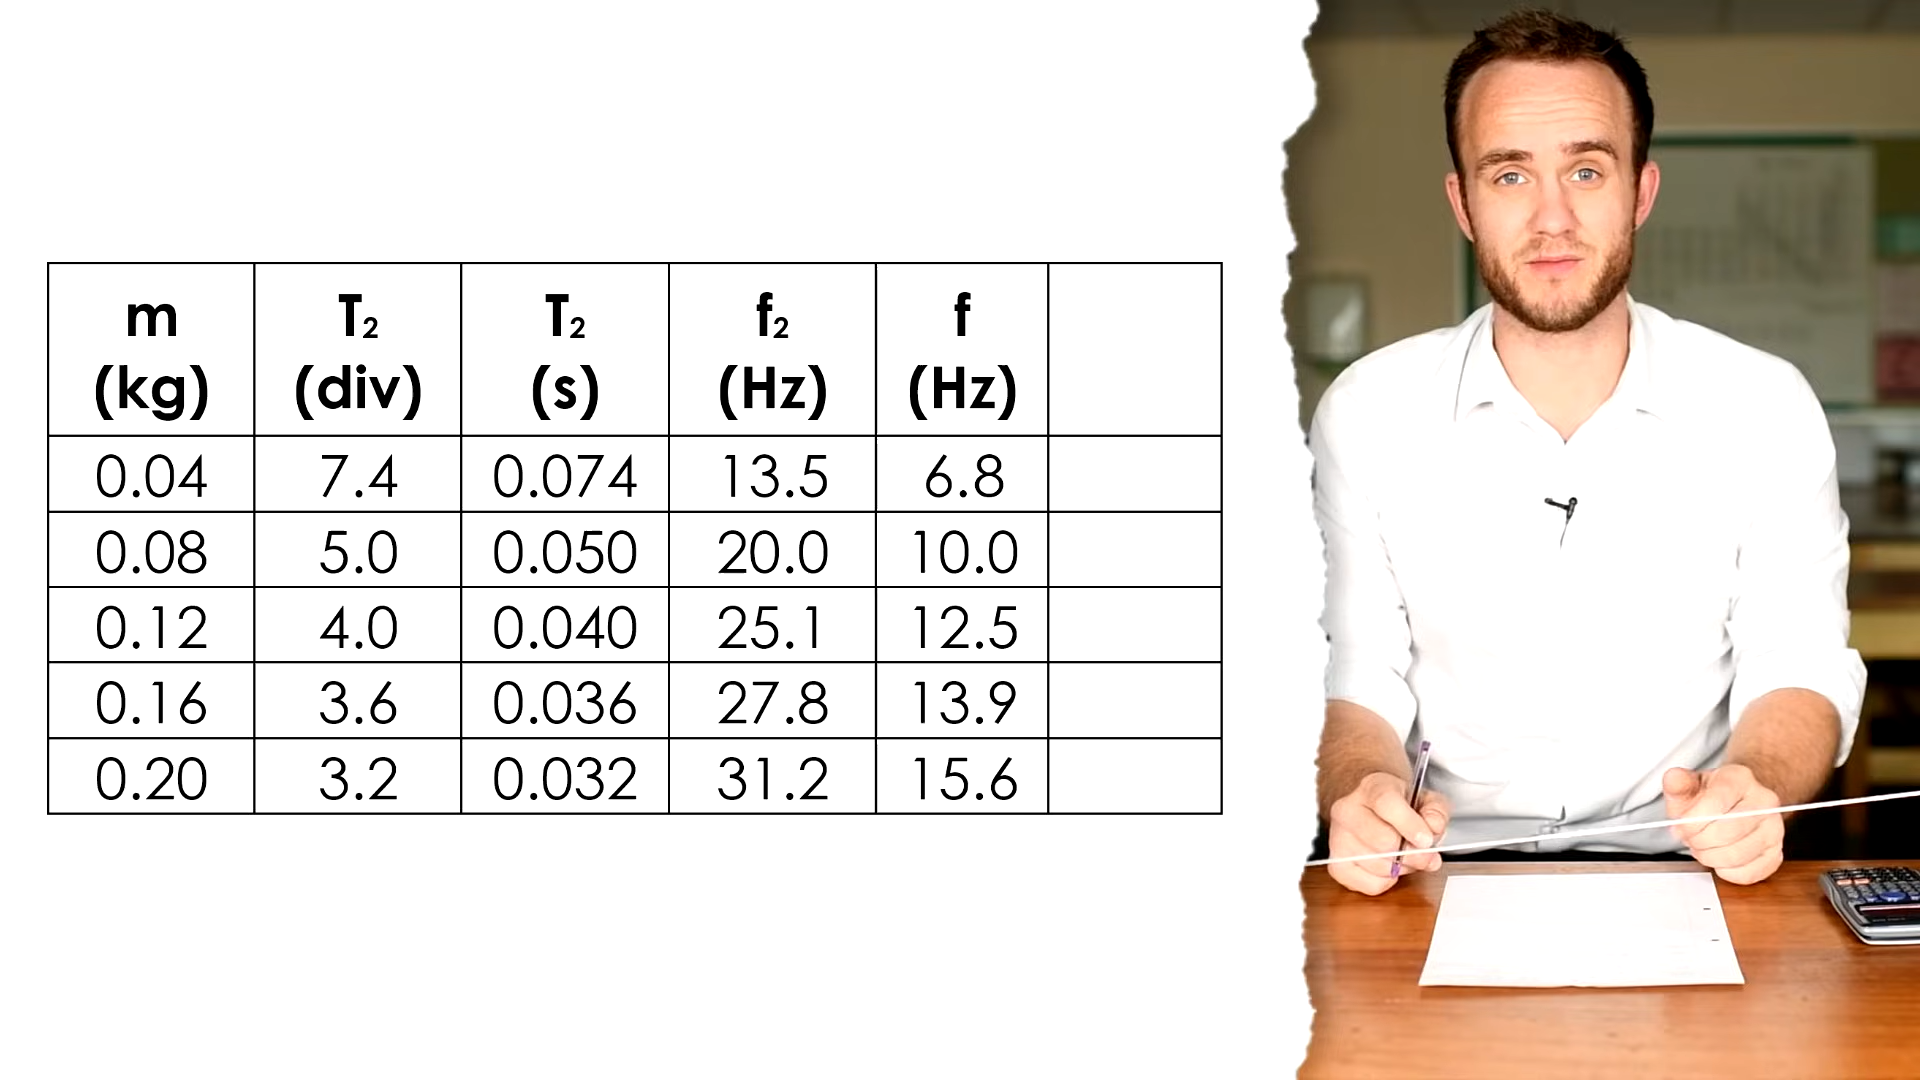 m T₂ T₂ f₂ f
(kg) (div) (s) (Hz) (Hz)
0.04 7.4 0.074 13.5 6.8
0.08 5.0 0.050 20.0 10.0
0.12 4.0 0.040 25.1 12.5
0.16 3.6 0.036 27.8 13.9
0.20 3.2 0.032 31.2 15.6